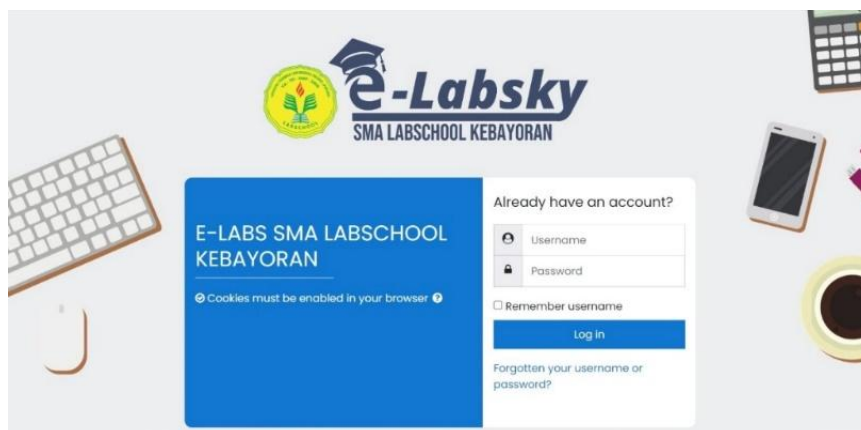 e-Labsky
SMA LABSCHOOL KEBAYORAN
E-LABS SMA LABSCHOOL
KEBAYORAN
Cookies must be enabled in your browser
Already have an account?
Username
Password
Remember username
Log in
Forgotten your username or
password?